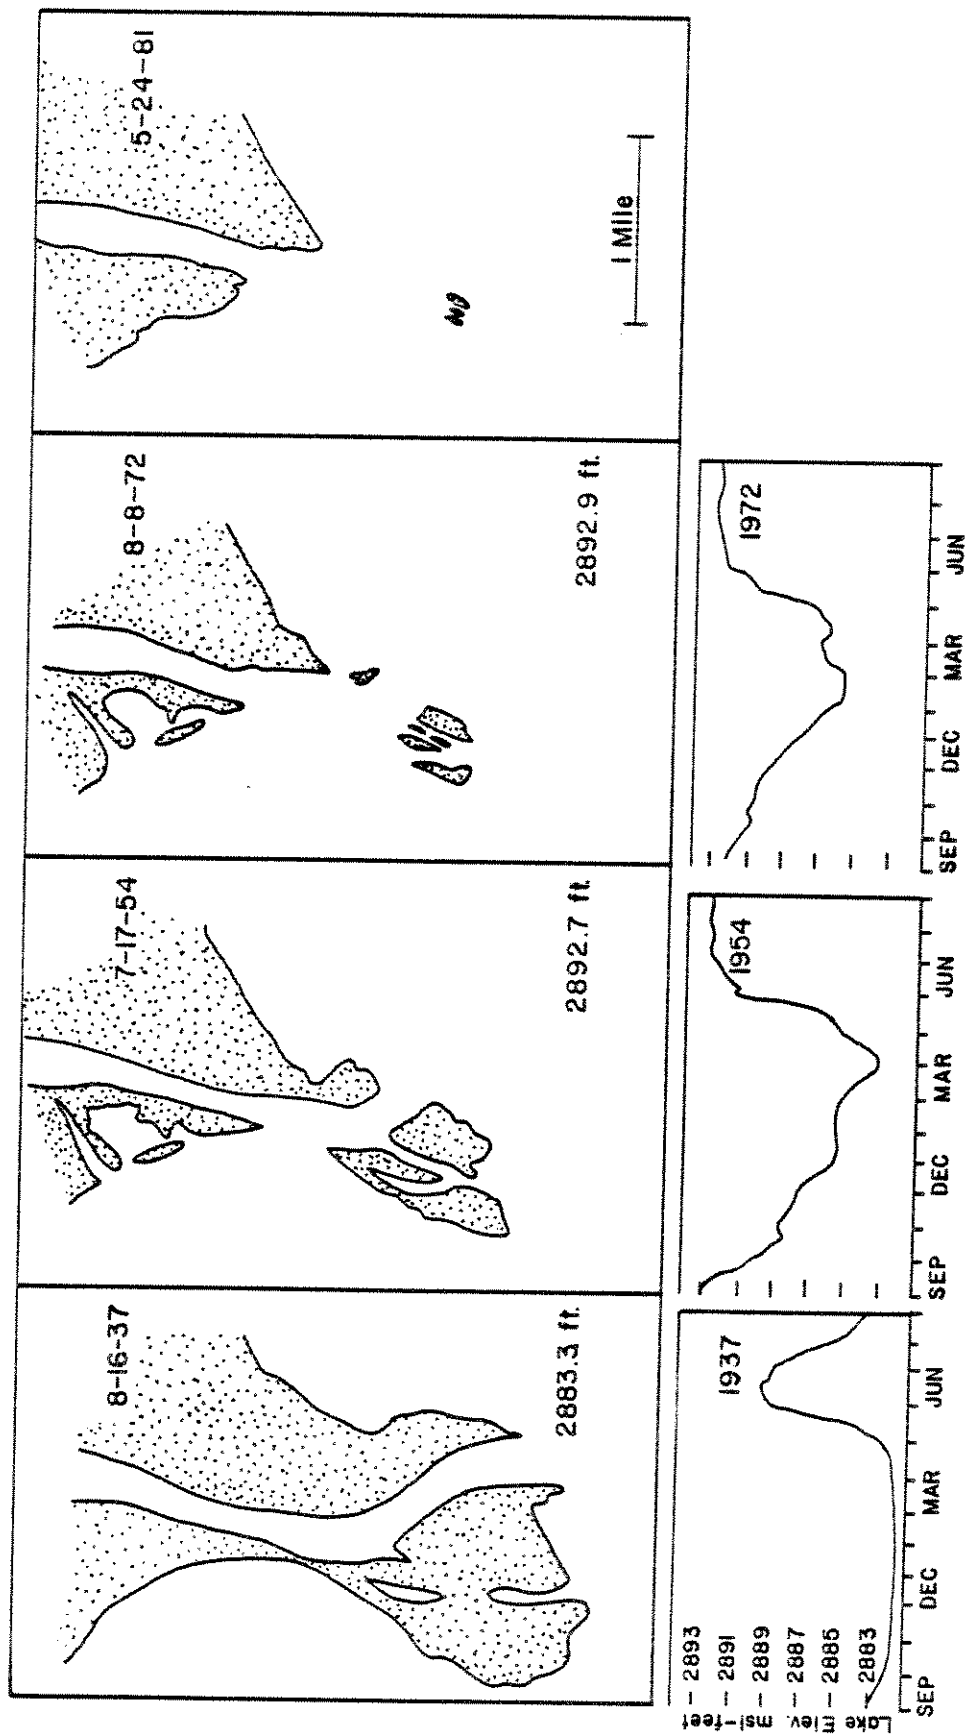 8-16-37
2883.3 ft.
7-17-54
2892.7 ft.
8-8-72
2892.9 ft.
5-24-81
1 Mile
Lake Elev.
msl-feet
2893
2891
2889
2887
2885
2883
1937
SEP DEC MAR JUN
1954
SEP DEC MAR JUN
1972
SEP DEC MAR JUN